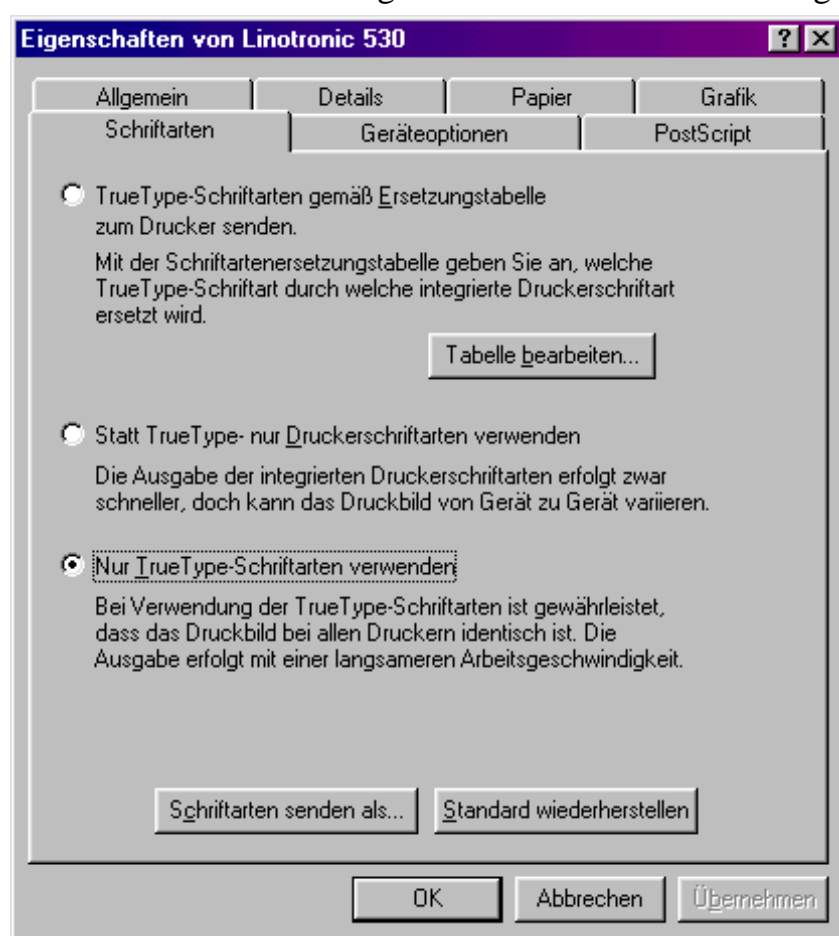 Eigenschaften von Linotronic 530
Allgemein Details Papier Grafik
Schriftarten Geräteoptionen PostScript
TrueType-Schriftarten gemäß Ersetzungstabelle
zum Drucker senden.
Mit der Schriftartenersetzungstabelle geben Sie an, welche
TrueType-Schriftart durch welche integrierte Druckerschriftart
ersetzt wird.
Tabelle bearbeiten...
Statt TrueType- nur Druckerschriftarten verwenden
Die Ausgabe der integrierten Druckerschriftarten erfolgt zwar
schneller, doch kann das Druckbild von Gerät zu Gerät variieren.
Nur TrueType-Schriftarten verwenden
Bei Verwendung der TrueType-Schriftarten ist gewährleistet,
dass das Druckbild bei allen Druckern identisch ist. Die
Ausgabe erfolgt mit einer langsameren Arbeitsgeschwindigkeit.
Schriftarten senden als... Standard wiederherstellen
OK Abbrechen Übernehmen